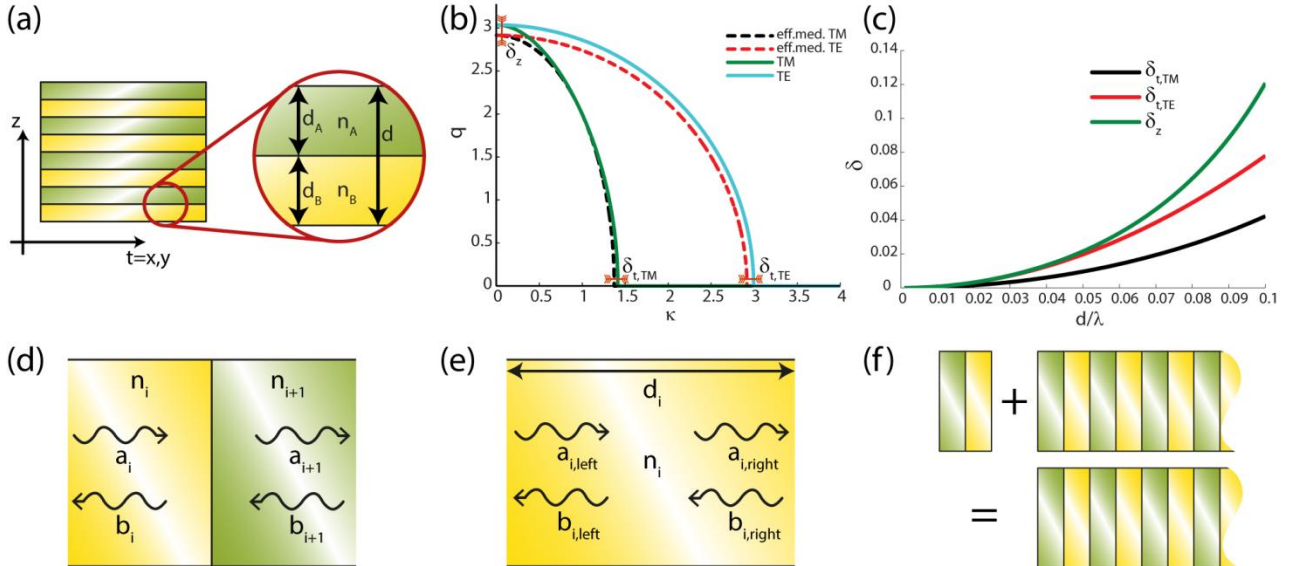 (a)
z
t=x,y
d_A
n_A
d
d_B
n_B
(b)
q
3
2.5
2
1.5
1
0.5
0
δ_z
eff.med. TM
eff.med. TE
TM
TE
δ_t,TM
δ_t,TE
0
0.5
1
1.5
2
2.5
3
3.5
4
κ
(c)
0.14
0.12
0.10
0.08
0.06
0.04
0.02
0
δ
δ_t,TM
δ_t,TE
δ_z
0.01
0.02
0.03
0.04
0.05
0.06
0.07
0.08
0.09
0.1
d/λ
(d)
n_i
n_i+1
a_i
a_i+1
b_i
b_i+1
(e)
d_i
a_i,left
n_i
a_i,right
b_i,left
b_i,right
(f)
+
=